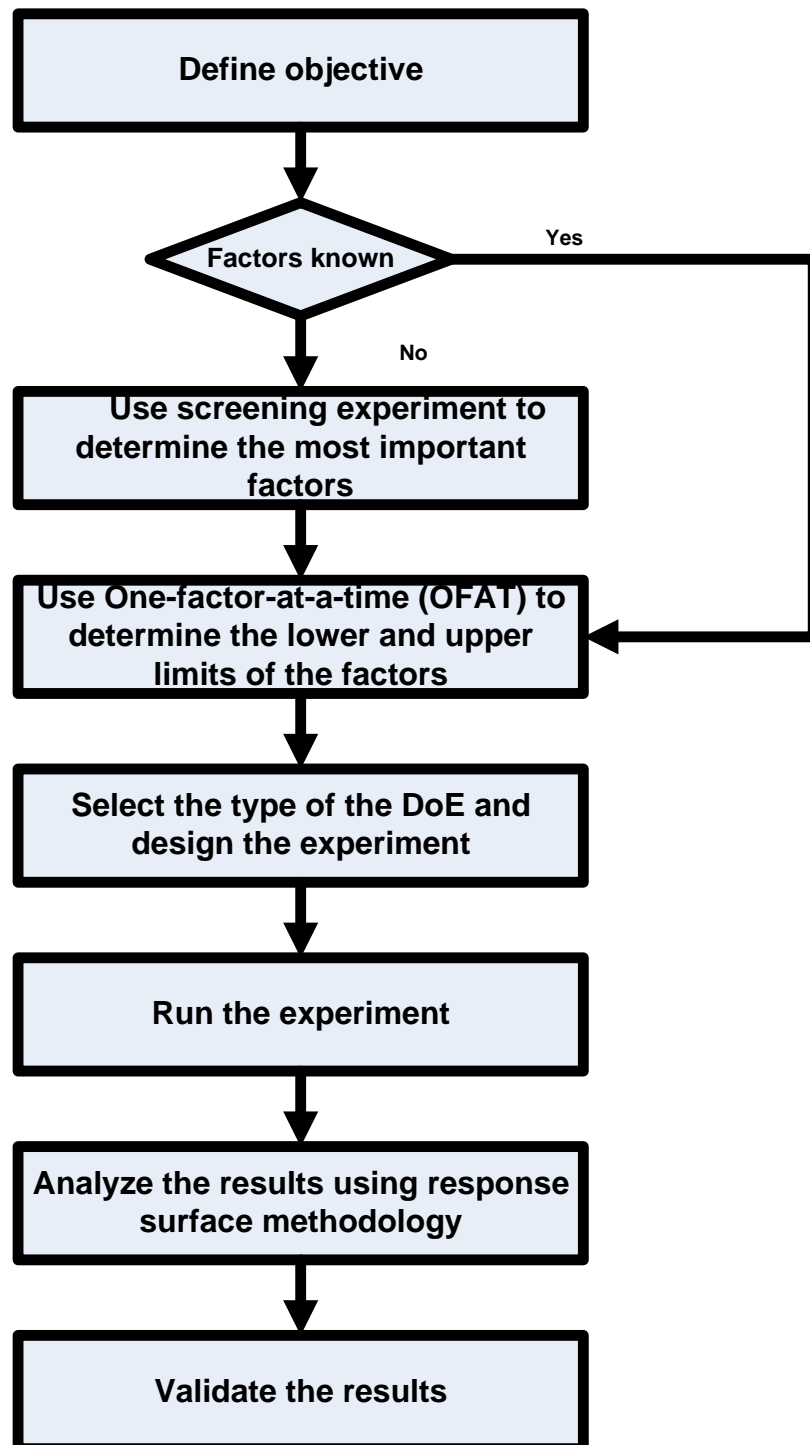 Define objective
Factors known
Yes
No
Use screening experiment to
determine the most important
factors
Use One-factor-at-a-time (OFAT) to
determine the lower and upper
limits of the factors
Select the type of the DoE and
design the experiment
Run the experiment
Analyze the results using response
surface methodology
Validate the results